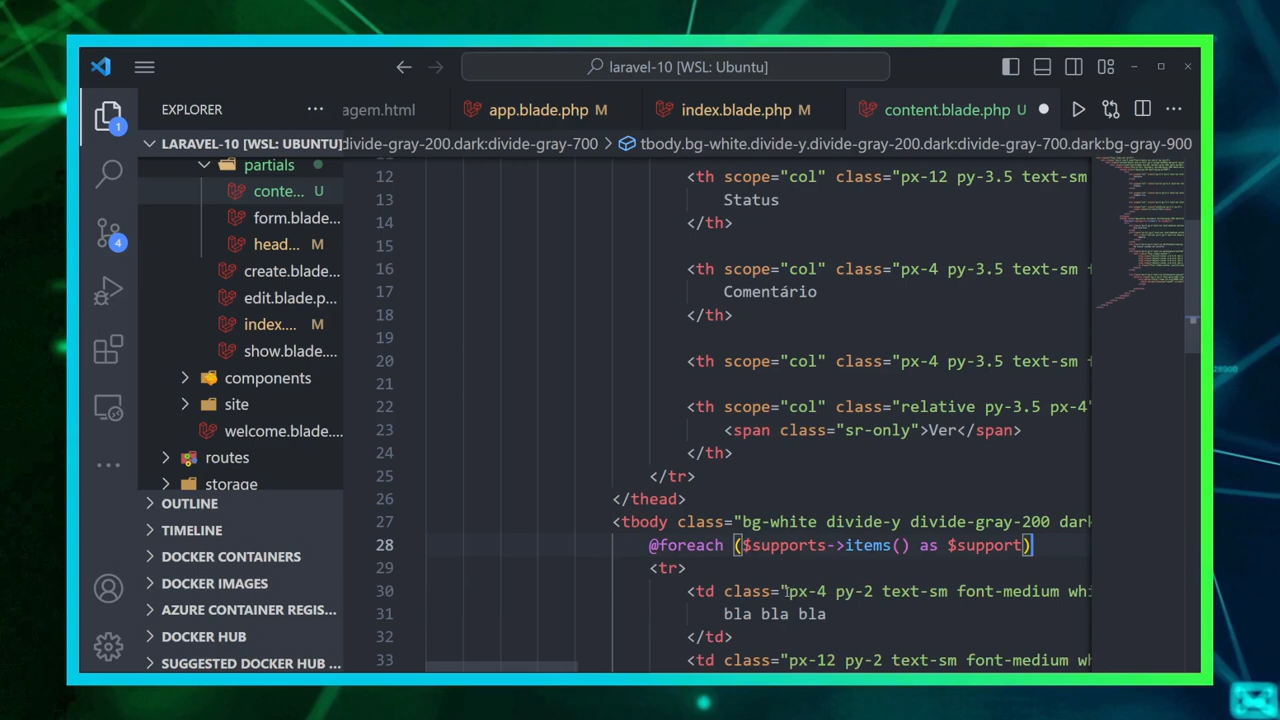 laravel-10 [WSL: Ubuntu]
EXPLORER
agem.html
app.blade.php M
index.blade.php M
content.blade.php U
1
LARAVEL-10 [WSL: UBUNTU]
divide-gray-200.dark:divide-gray-700 > tbody.bg-white.divide-y.divide-gray-200.dark:divide-gray-700.dark:bg-gray-900
partials
conte... U
form.blade...
head... M
create.blade...
edit.blade.p...
index.... M
show.blade....
components
site
welcome.blade....
routes
storage
4
OUTLINE
TIMELINE
DOCKER CONTAINERS
DOCKER IMAGES
AZURE CONTAINER REGIS...
DOCKER HUB
SUGGESTED DOCKER HUB ...
12 <th scope="col" class="px-12 py-3.5 text-sm
13 Status
14 </th>
15
16 <th scope="col" class="px-4 py-3.5 text-sm f
17 Comentário
18 </th>
19
20 <th scope="col" class="px-4 py-3.5 text-sm f
21
22 <th scope="col" class="relative py-3.5 px-4"
23 <span class="sr-only">Ver</span>
24 </th>
25 </tr>
26 </thead>
27 <tbody class="bg-white divide-y divide-gray-200 dark
28 @foreach ($supports->items() as $support)
29 <tr>
30 <td class="px-4 py-2 text-sm font-medium whi
31 bla bla bla
32 </td>
33 <td class="px-12 py-2 text-sm font-medium w
28900